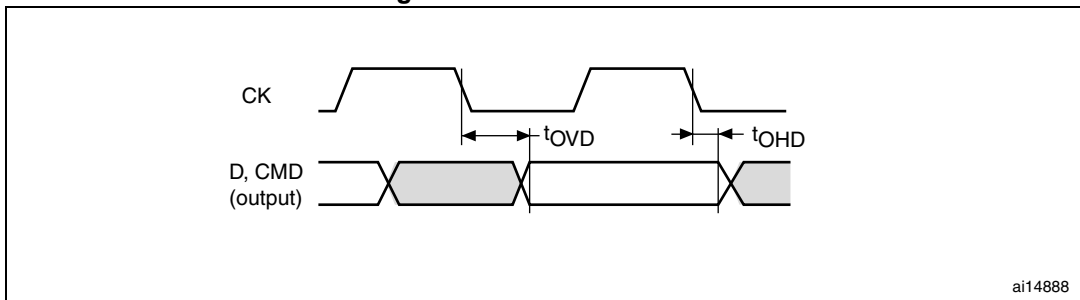 CK
tOVD
tOHD
D, CMD
(output)
ai14888